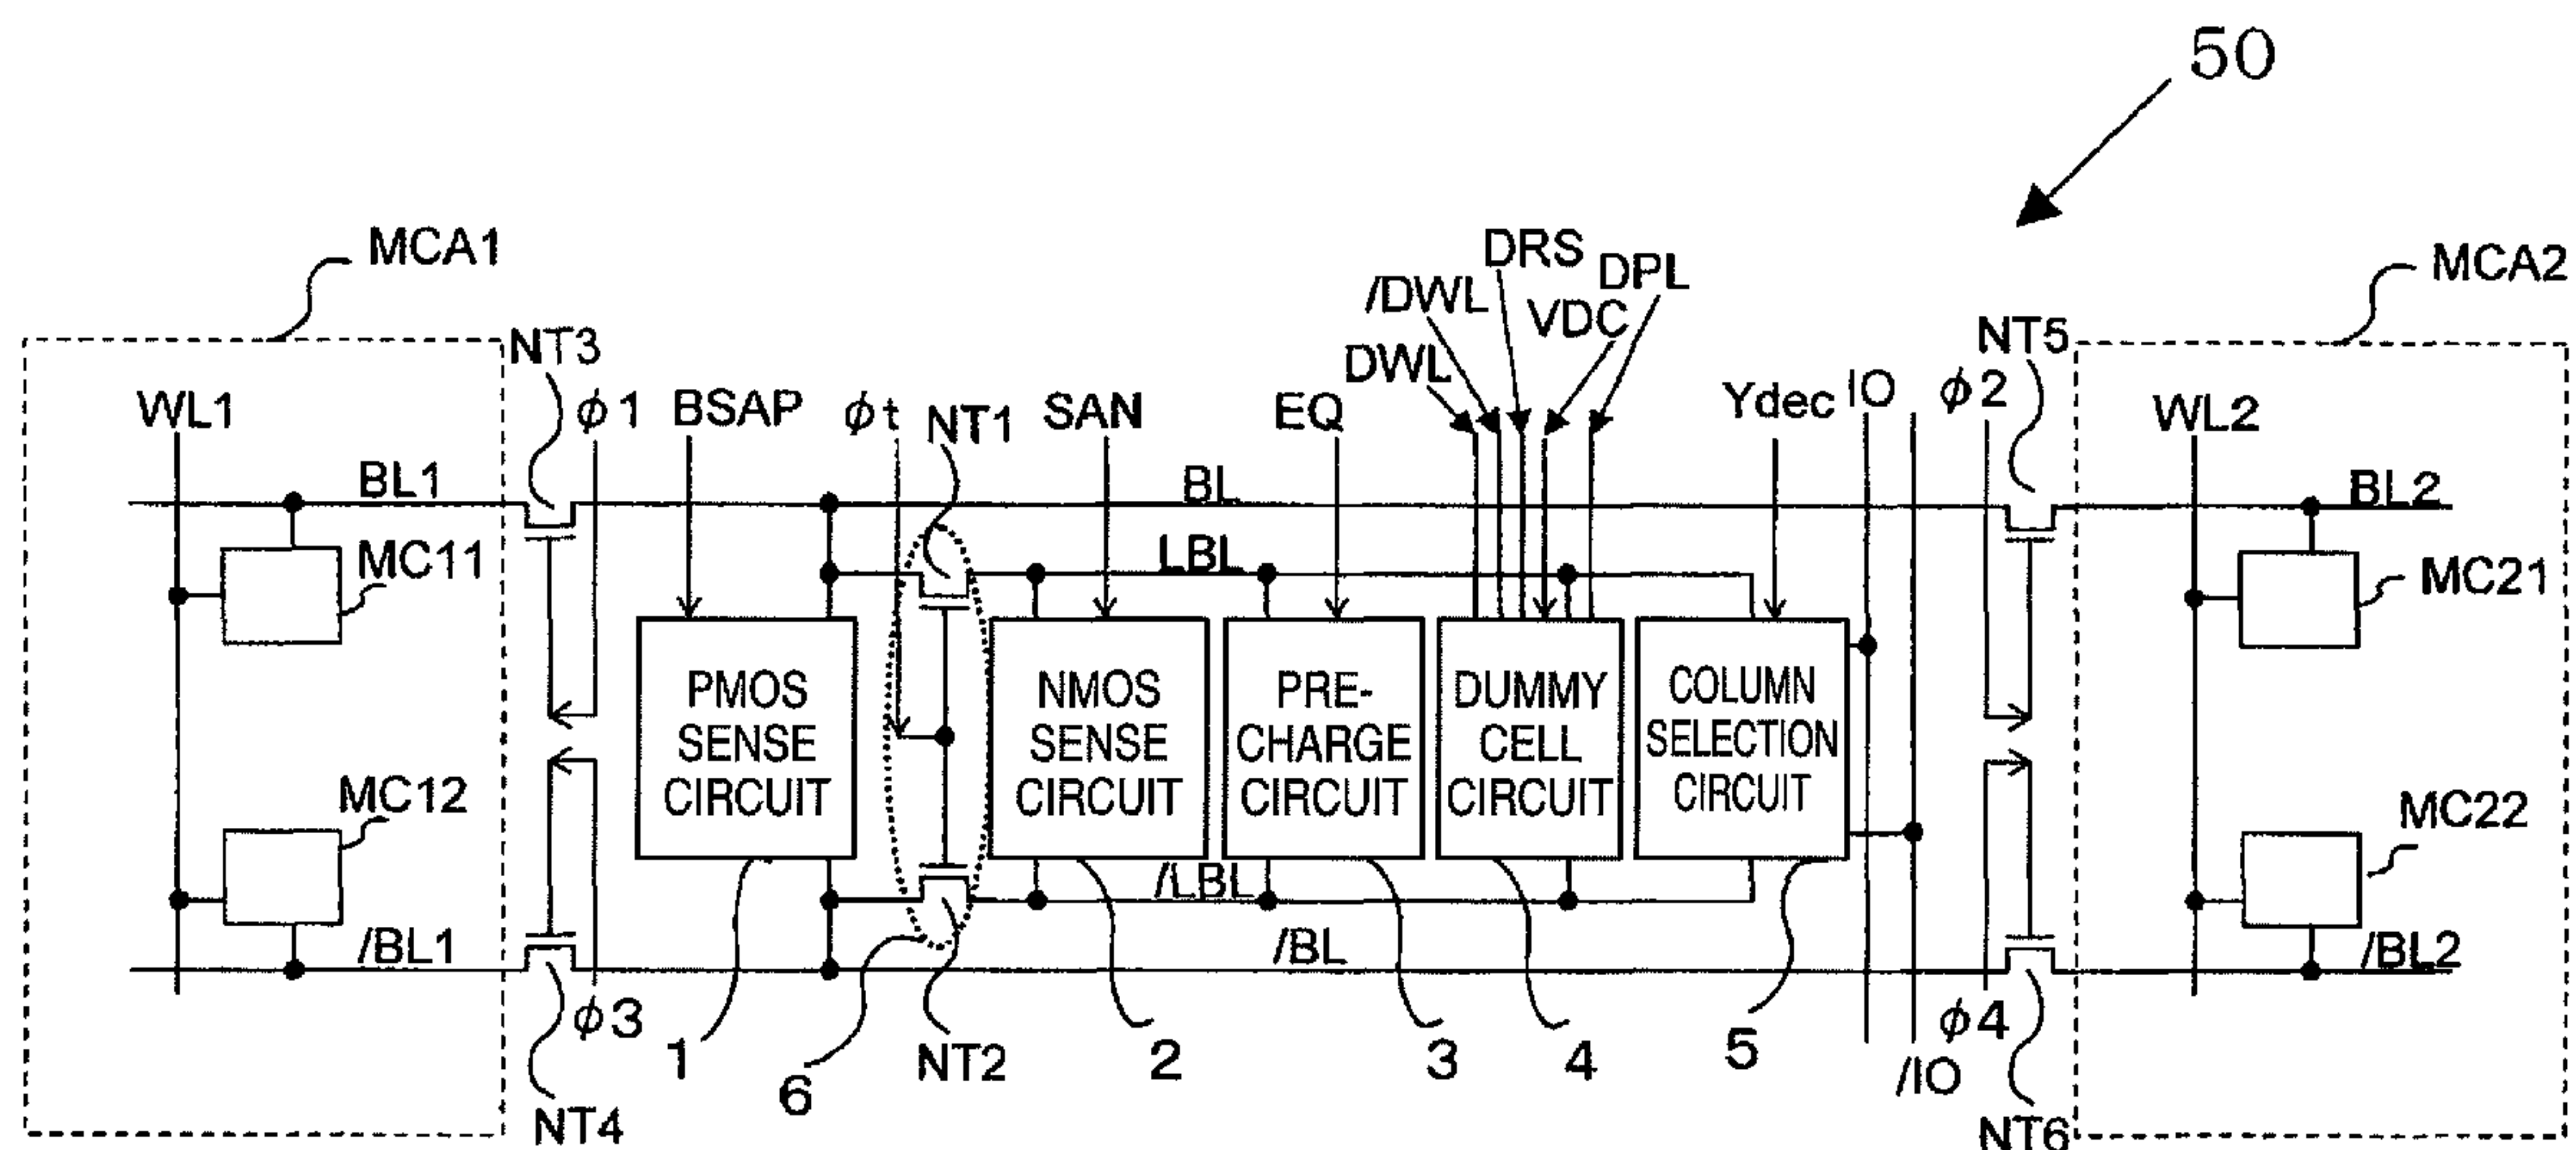 50
MCA1
MCA2
DRS
DPL
/DWL
VDC
DWL
NT3
NT5
WL1
φ1
BSAP
φt
NT1
SAN
EQ
Ydec
IO
φ2
WL2
BL1
BL
BL2
LBL
MC11
MC21
PMOS
SENSE
CIRCUIT
NMOS
SENSE
CIRCUIT
PRE-
CHARGE
CIRCUIT
DUMMY
CELL
CIRCUIT
COLUMN
SELECTION
CIRCUIT
MC12
MC22
/LBL
/BL1
/BL
/BL2
φ3
φ4
1
6
NT2
2
3
4
5
/IO
NT4
NT6